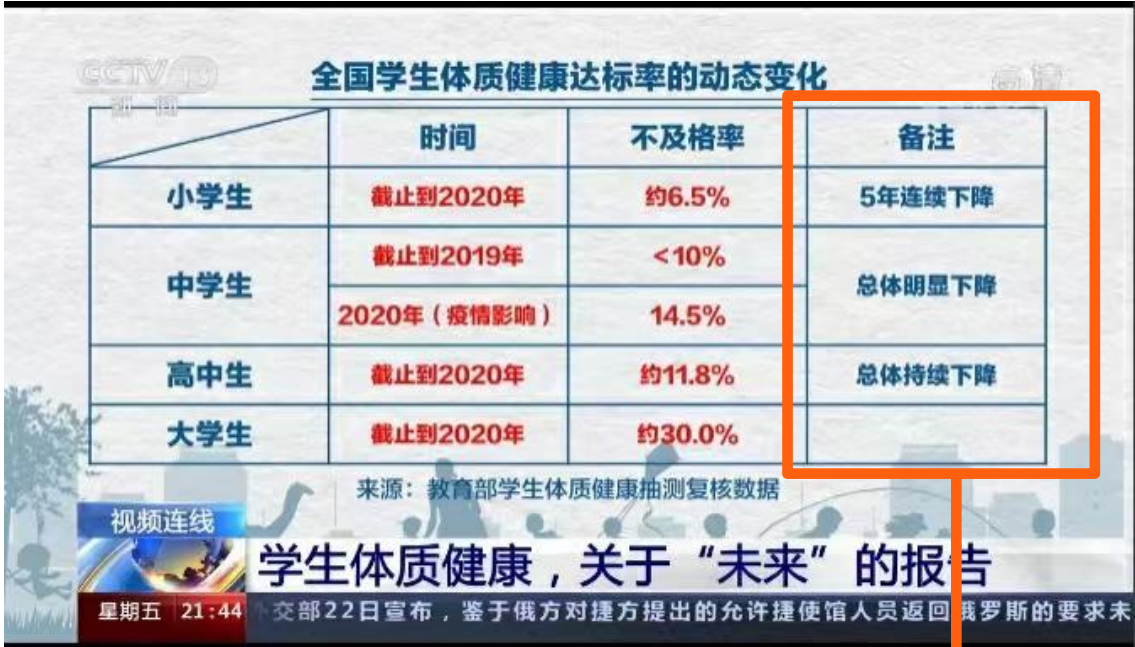 CCTV 13
新闻
高清
全国学生体质健康达标率的动态变化
时间 不及格率 备注
小学生 截止到2020年 约6.5% 5年连续下降
中学生 截止到2019年 <10% 总体明显下降
2020年（疫情影响） 14.5%
高中生 截止到2020年 约11.8% 总体持续下降
大学生 截止到2020年 约30.0%
来源：教育部学生体质健康抽测复核数据
视频连线
学生体质健康，关于“未来”的报告
星期五 21:44 外交部22日宣布，鉴于俄方对捷方提出的允许捷使馆人员返回俄罗斯的要求未